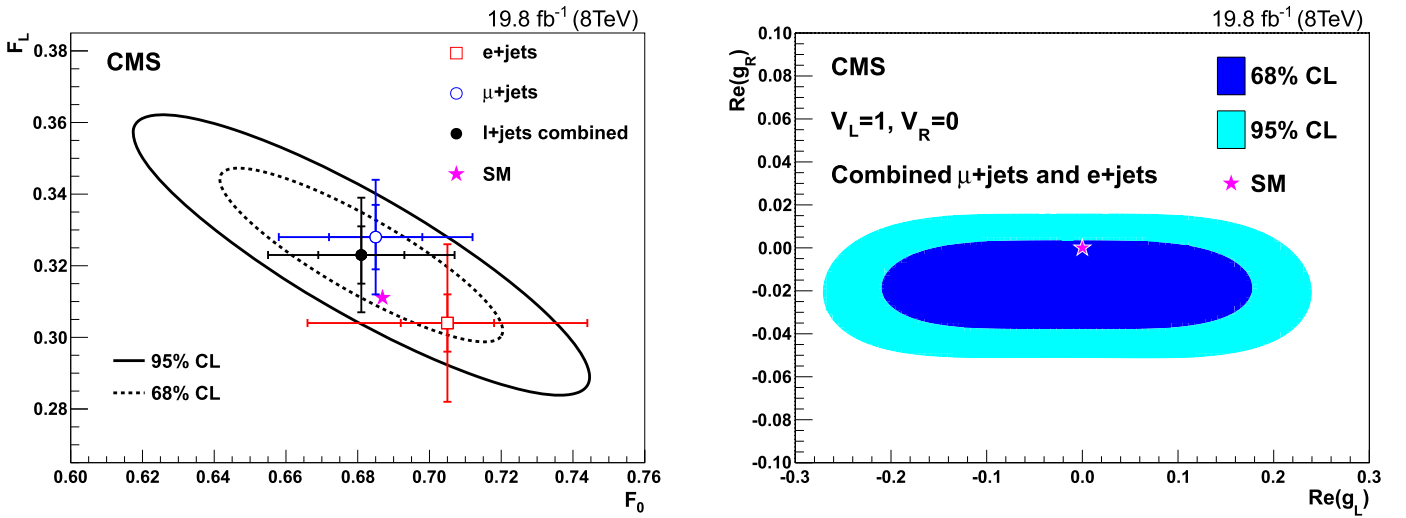 19.8 fb⁻¹ (8TeV)
F_L
CMS
e+jets
μ+jets
l+jets combined
SM
0.38
0.36
0.34
0.32
0.30
0.28
95% CL
68% CL
0.60 0.62 0.64 0.66 0.68 0.70 0.72 0.74 0.76
F₀
19.8 fb⁻¹ (8TeV)
Re(g_R)
CMS
V_L=1, V_R=0
Combined μ+jets and e+jets
68% CL
95% CL
SM
0.10
0.08
0.06
0.04
0.02
0.00
-0.02
-0.04
-0.06
-0.08
-0.10
-0.3 -0.2 -0.1 0.0 0.1 0.2 0.3
Re(g_L)